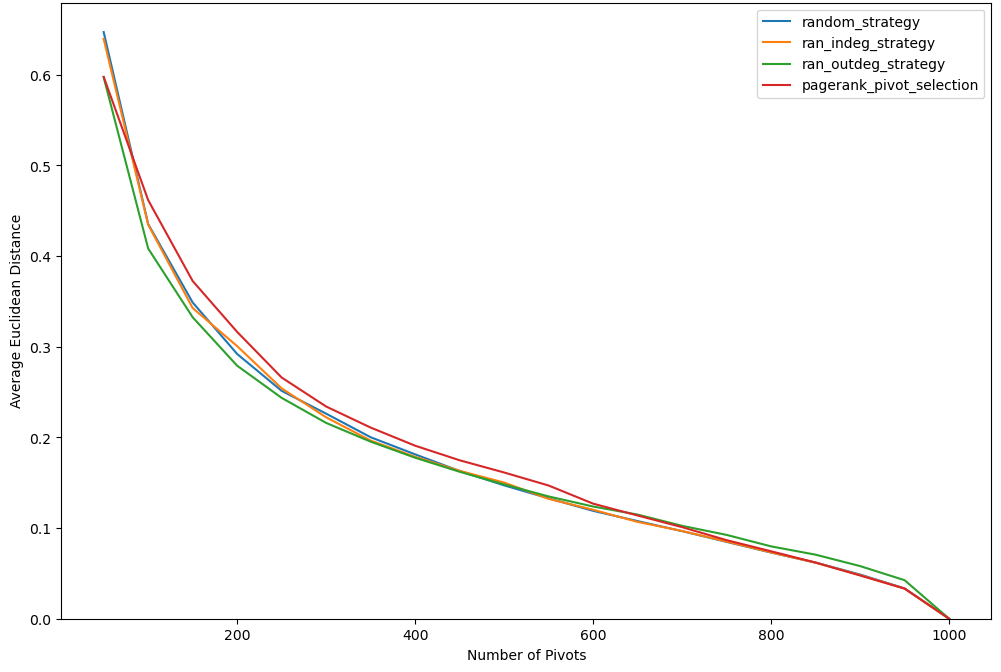 random_strategy
ran_indeg_strategy
ran_outdeg_strategy
pagerank_pivot_selection
0.6
0.5
0.4
0.3
0.2
0.1
0.0
Average Euclidean Distance
200 400 600 800 1000
Number of Pivots